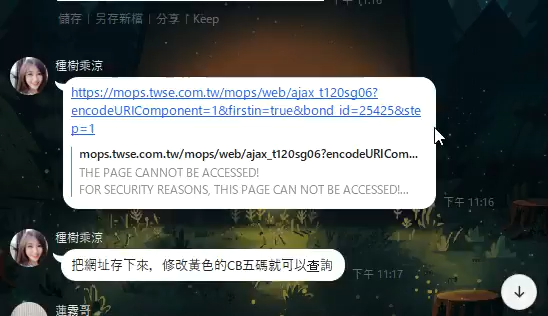 下午 11:16
儲存｜另存新檔｜分享｜Keep
種樹乘涼
https://mops.twse.com.tw/mops/web/ajax_t120sg06?
encodeURIComponent=1&firstin=true&bond_id=25425&ste
p=1
mops.twse.com.tw/mops/web/ajax_t120sg06?encodeURICom...
THE PAGE CANNOT BE ACCESSED!
FOR SECURITY REASONS, THIS PAGE CAN NOT BE ACCESSED!...
下午 11:16
種樹乘涼
把網址存下來，修改黃色的CB五碼就可以查詢
下午 11:17
蓮霧哥